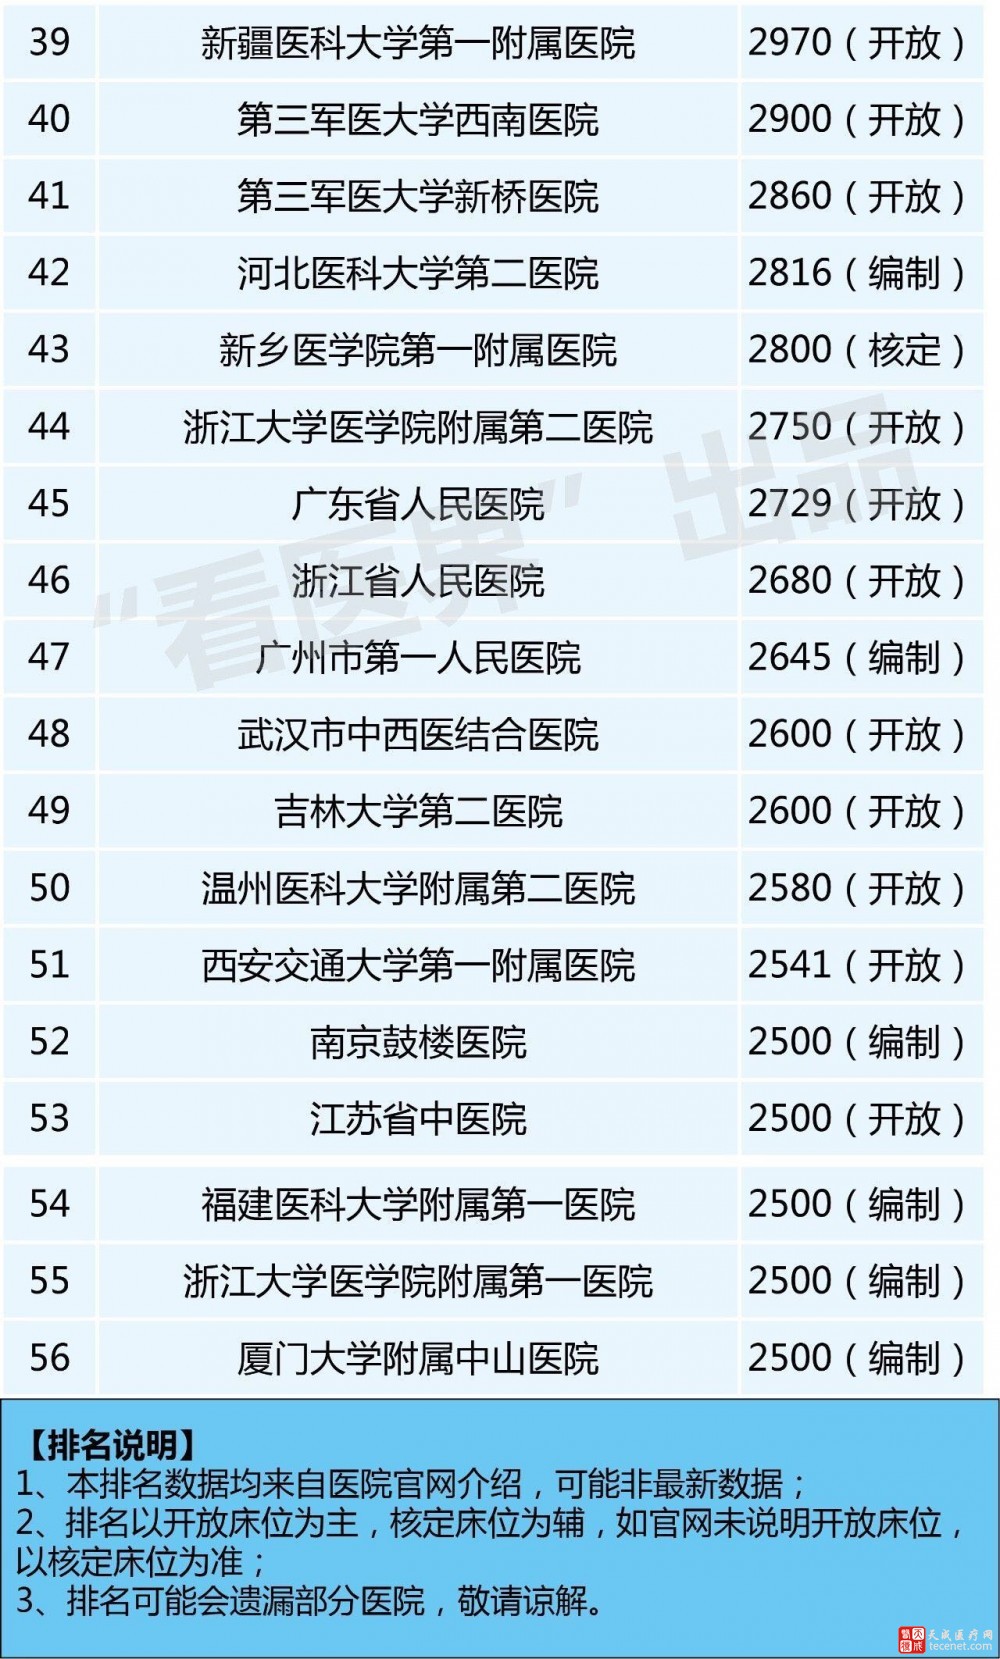 39 新疆医科大学第一附属医院 2970（开放）
40 第三军医大学西南医院 2900（开放）
41 第三军医大学新桥医院 2860（开放）
42 河北医科大学第二医院 2816（编制）
43 新乡医学院第一附属医院 2800（核定）
44 浙江大学医学院附属第二医院 2750（开放）
45 广东省人民医院 2729（开放）
46 浙江省人民医院 2680（开放）
47 广州市第一人民医院 2645（编制）
48 武汉市中西医结合医院 2600（开放）
49 吉林大学第二医院 2600（开放）
50 温州医科大学附属第二医院 2580（开放）
51 西安交通大学第一附属医院 2541（开放）
52 南京鼓楼医院 2500（编制）
53 江苏省中医院 2500（开放）
54 福建医科大学附属第一医院 2500（编制）
55 浙江大学医学院附属第一医院 2500（编制）
56 厦门大学附属中山医院 2500（编制）
“看医界”出品
【排名说明】
1、本排名数据均来自医院官网介绍，可能非最新数据；
2、排名以开放床位为主，核定床位为辅，如官网未说明开放床位，
以核定床位为准；
3、排名可能会遗漏部分医院，敬请谅解。
天成医疗网
tecenet.com